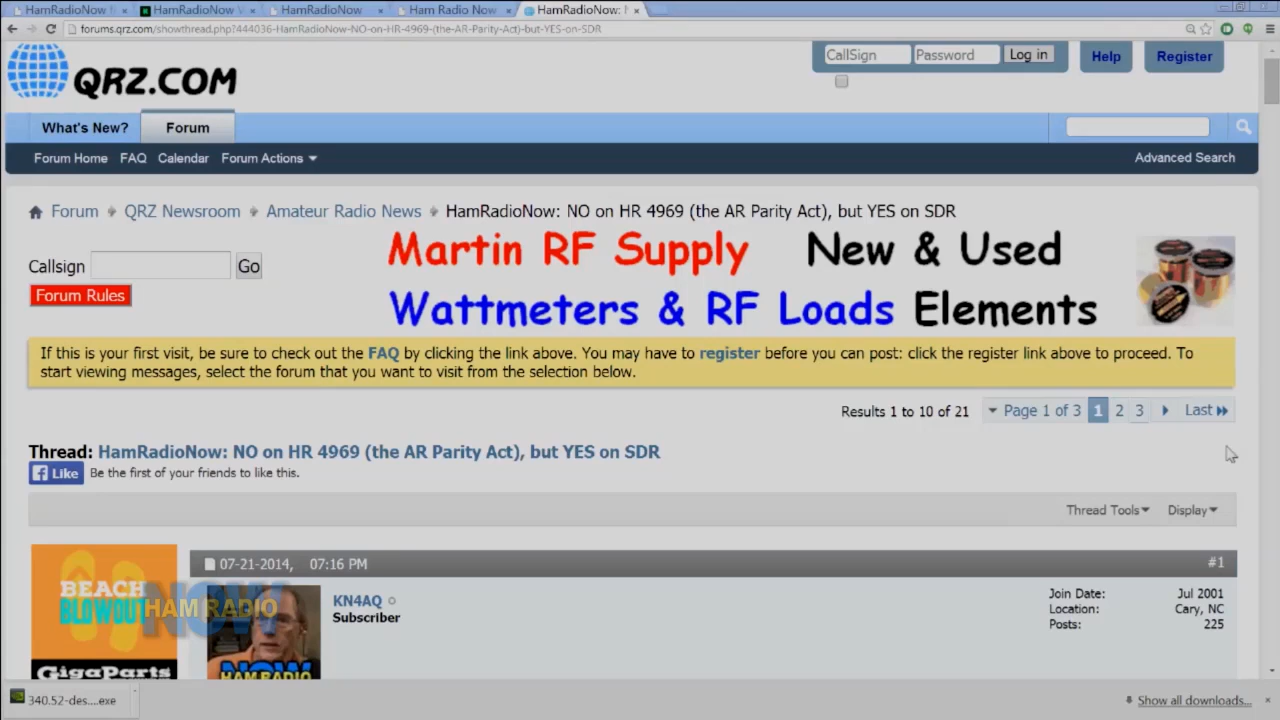 HamRadioNow
HamRadioNow V
HamRadioNow
Ham Radio Now
HamRadioNow:
forums.qrz.com/showthread.php?444036-HamRadioNow-NO-on-HR-4969-(the-AR-Parity-Act)-but-YES-on-SDR
QRZ.COM
CallSign
Password
Log in
Help
Register
What's New?
Forum
Forum Home
FAQ
Calendar
Forum Actions
Advanced Search
Forum
QRZ Newsroom
Amateur Radio News
HamRadioNow: NO on HR 4969 (the AR Parity Act), but YES on SDR
Callsign
Go
Forum Rules
Martin RF Supply New & Used
Wattmeters & RF Loads Elements
If this is your first visit, be sure to check out the FAQ by clicking the link above. You may have to register before you can post: click the register link above to proceed. To
start viewing messages, select the forum that you want to visit from the selection below.
Results 1 to 10 of 21
Page 1 of 3
1
2
3
Last
Thread: HamRadioNow: NO on HR 4969 (the AR Parity Act), but YES on SDR
Like
Be the first of your friends to like this.
Thread Tools
Display
07-21-2014, 07:16 PM
#1
BEACH
BLOWOUT
GigaParts
HAM RADIO
NOW
KN4AQ
Subscriber
NOW
HAM RADIO
Join Date: Jul 2001
Location: Cary, NC
Posts: 225
340.52-des....exe
Show all downloads...